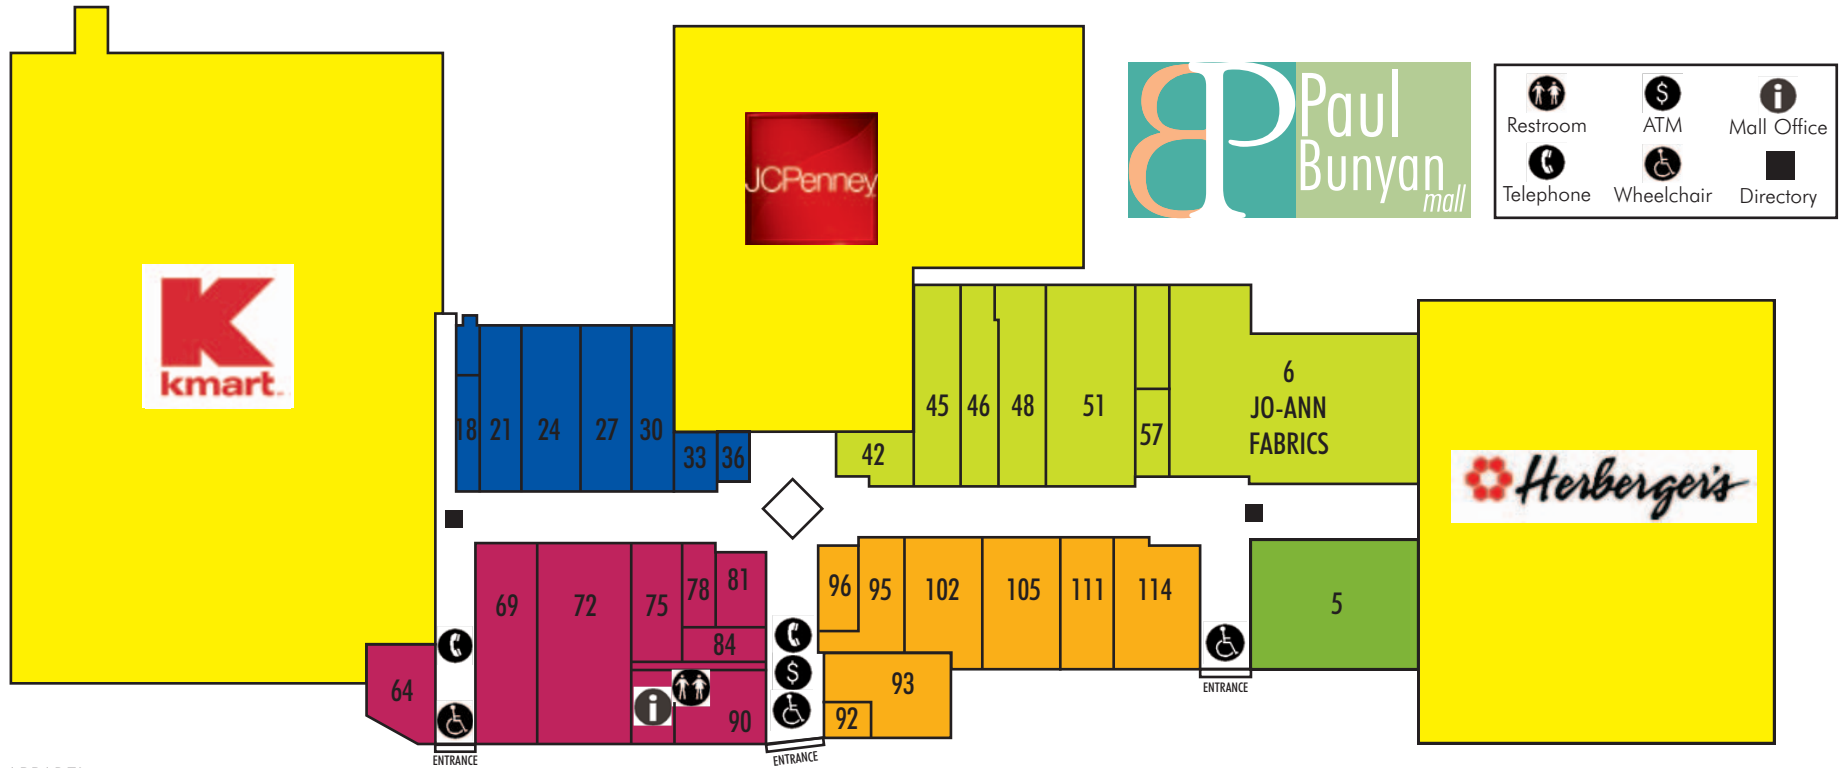 JCPenney
Paul
Bunyan
mall
Restroom
ATM
Mall Office
Telephone
Wheelchair
Directory
kmart
18
21
24
27
30
33
36
42
45
46
48
51
57
6
JO-ANN
FABRICS
Herberger's
69
72
75
78
81
84
64
90
96
95
102
105
111
114
93
92
5
ENTRANCE
ENTRANCE
ENTRANCE